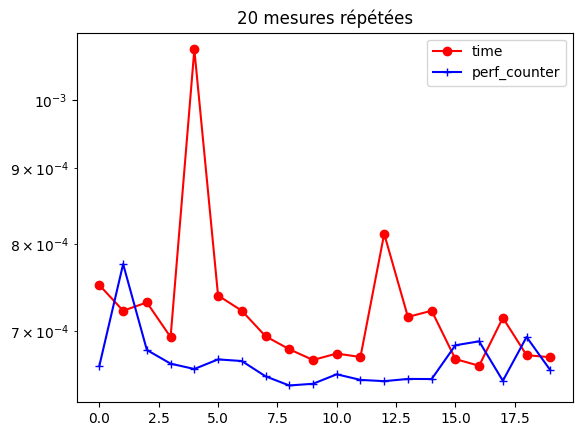 20 mesures répétées
time
perf_counter
10⁻³
9 × 10⁻⁴
8 × 10⁻⁴
7 × 10⁻⁴
0.0 2.5 5.0 7.5 10.0 12.5 15.0 17.5